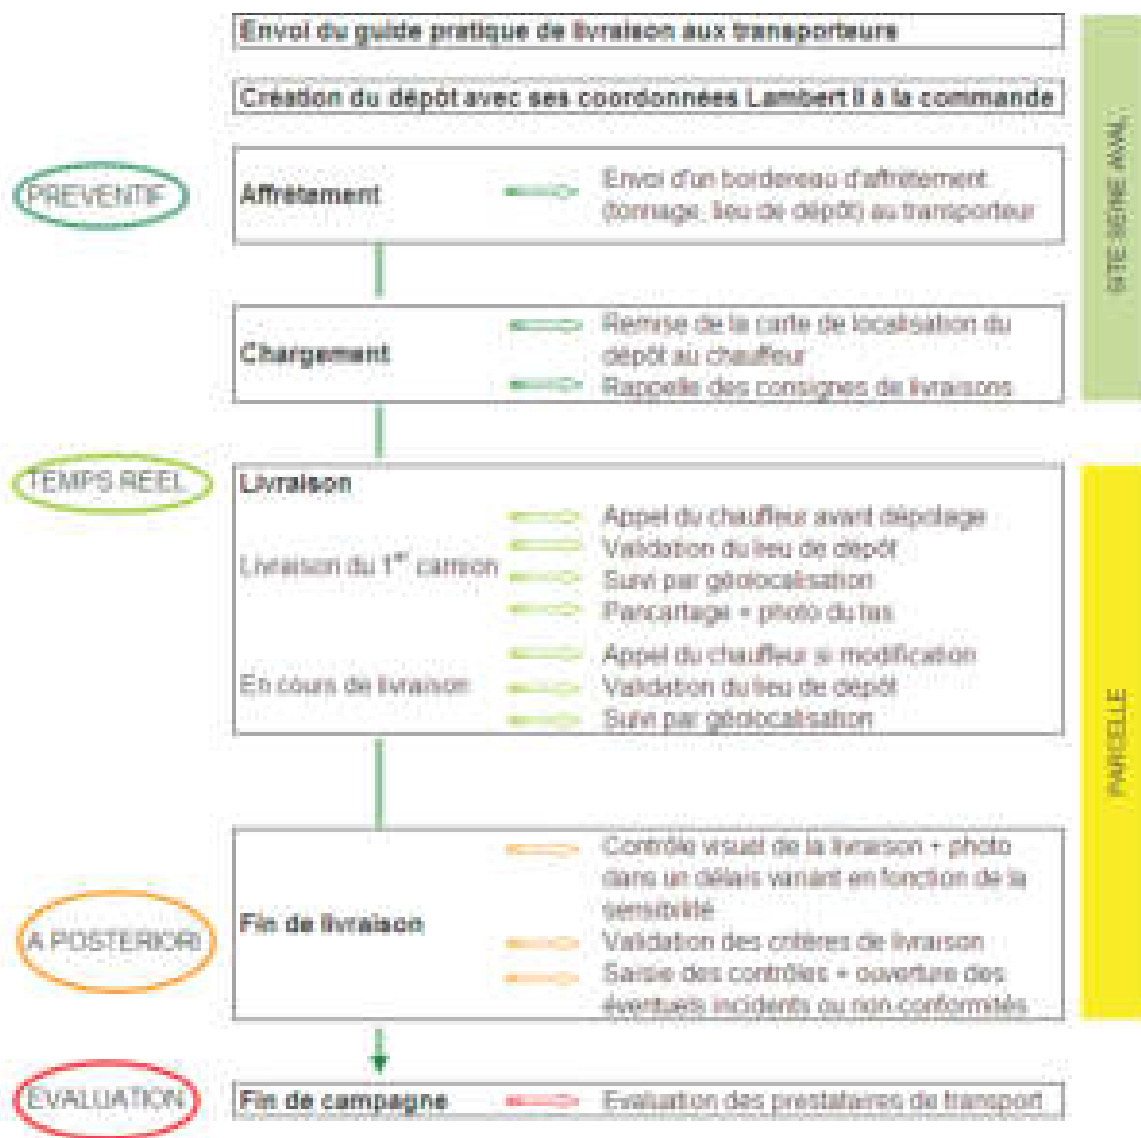 Envoi du guide pratique de livraison aux transporteurs
Création du dépôt avec ses coordonnées Lambert II à la commande
PREVENTIF
Affrètement
Envoi d'un bordereau d'affrètement
(tonnage, lieu de dépôt) au transporteur
Chargement
Remise de la carte de localisation du
dépôt au chauffeur
Rappelle des consignes de livraisons
SITE SEINE AVAL
TEMPS REEL
Livraison
Livraison du 1er camion
Appel du chauffeur avant dépotage
Validation du lieu de dépôt
Suivi par géolocalisation
Pancartage + photo du tas
En cours de livraison
Appel du chauffeur si modification
Validation du lieu de dépôt
Suivi par géolocalisation
PARCELLE
A POSTERIORI
Fin de livraison
Contrôle visuel de la livraison + photo
dans un délais variant en fonction de la
sensibilité
Validation des critères de livraison
Saisie des contrôles + ouverture des
éventuels incidents ou non-conformités
EVALUATION
Fin de campagne
Evaluation des prestataires de transport